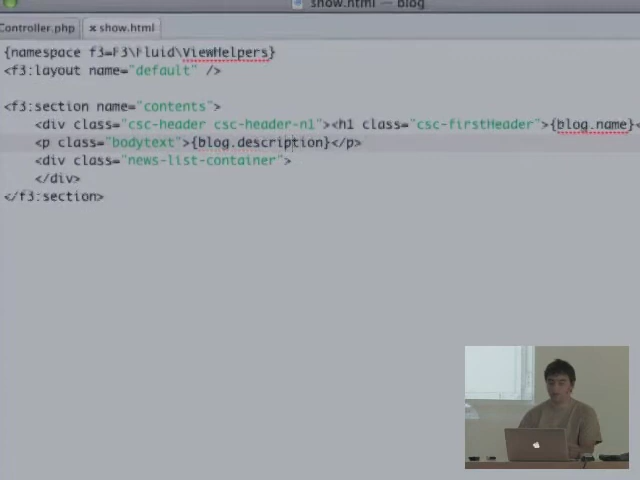 show.html — blog
Controller.php x show.html
{namespace f3=F3\Fluid\ViewHelpers}
<f3:layout name="default" />
<f3:section name="contents">
<div class="csc-header csc-header-n1"><h1 class="csc-firstHeader">{blog.name}<
<p class="bodytext">{blog.description}</p>
<div class="news-list-container">
</div>
</f3:section>